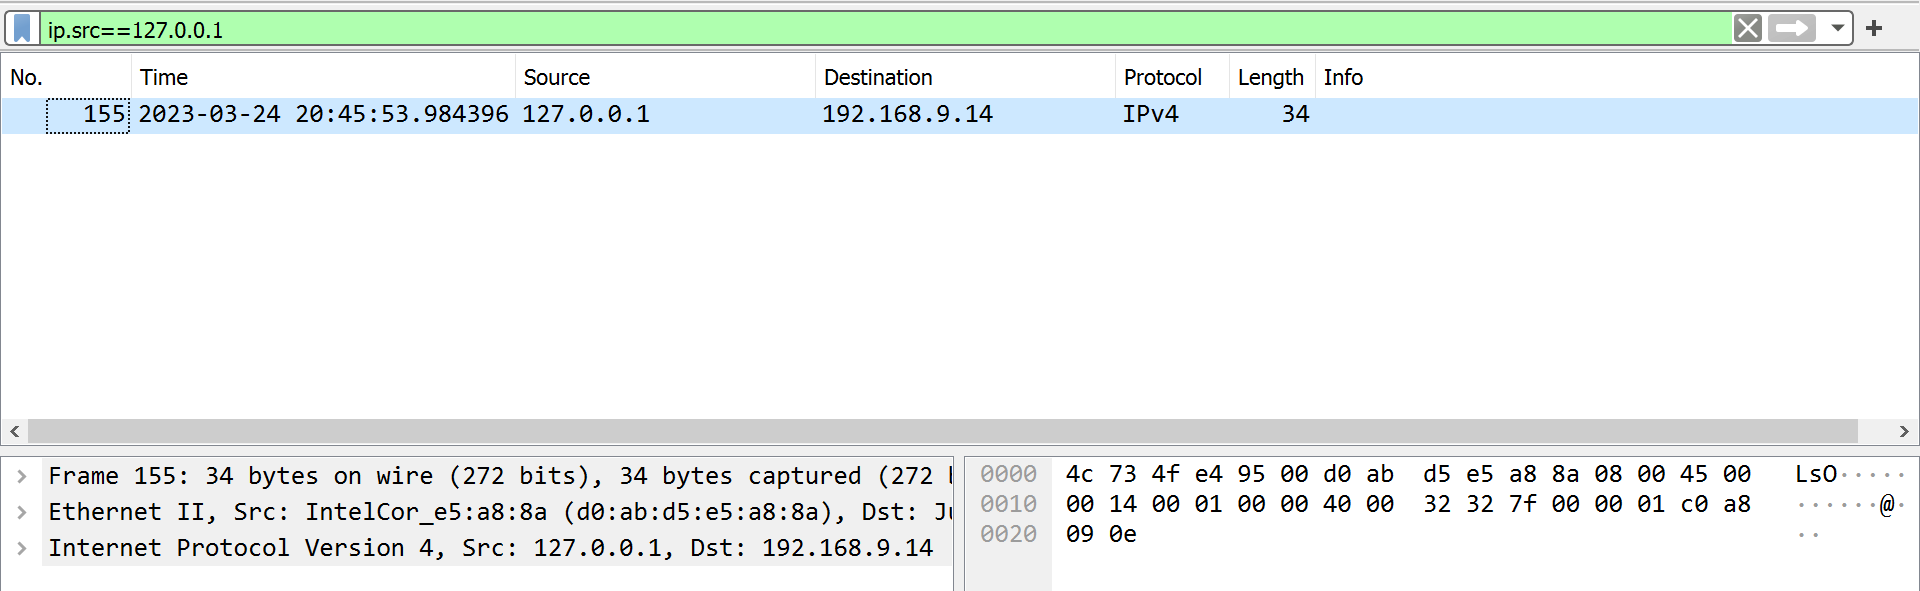 ip.src==127.0.0.1
No. Time Source Destination Protocol Length Info
155 2023-03-24 20:45:53.984396 127.0.0.1 192.168.9.14 IPv4 34
Frame 155: 34 bytes on wire (272 bits), 34 bytes captured (272
Ethernet II, Src: IntelCor_e5:a8:8a (d0:ab:d5:e5:a8:8a), Dst:
Internet Protocol Version 4, Src: 127.0.0.1, Dst: 192.168.9.14
0000 4c 73 4f e4 95 00 d0 ab d5 e5 a8 8a 08 00 45 00 LsO·····
0010 00 14 00 01 00 00 40 00 32 32 7f 00 00 01 c0 a8 ······@·
0020 09 0e ··